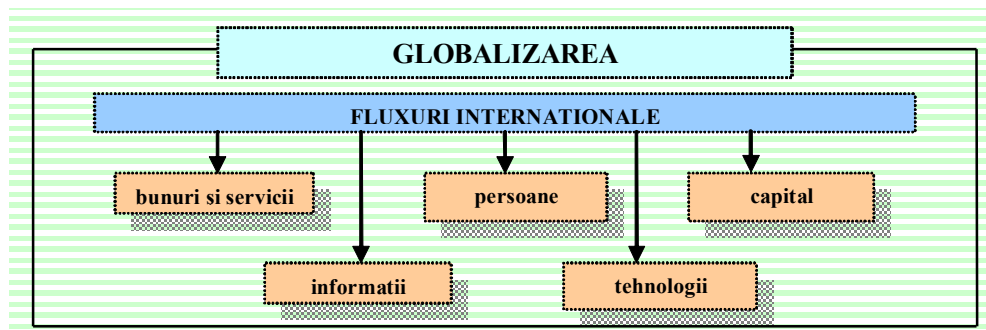 GLOBALIZAREA
FLUXURI INTERNATIONALE
bunuri si servicii
persoane
capital
informatii
tehnologii